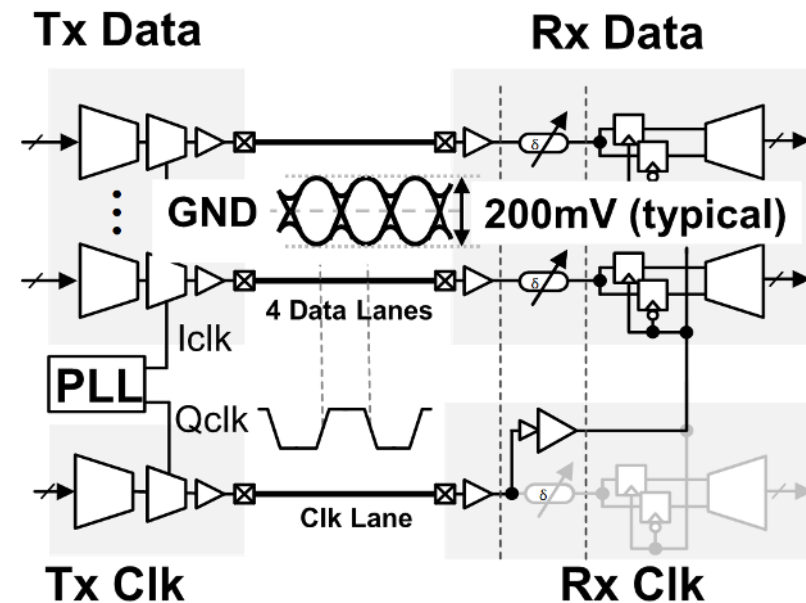 Tx Data
Rx Data
δ
GND
200mV (typical)
δ
4 Data Lanes
Iclk
PLL
Qclk
δ
Clk Lane
Tx Clk
Rx Clk